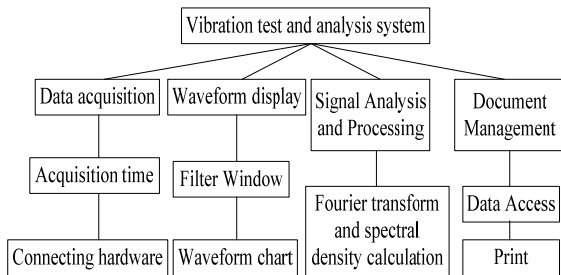 Vibration test and analysis system
Data acquisition
Waveform display
Signal Analysis
and Processing
Document
Management
Acquisition time
Filter Window
Fourier transform
and spectral
density calculation
Data Access
Connecting hardware
Waveform chart
Print